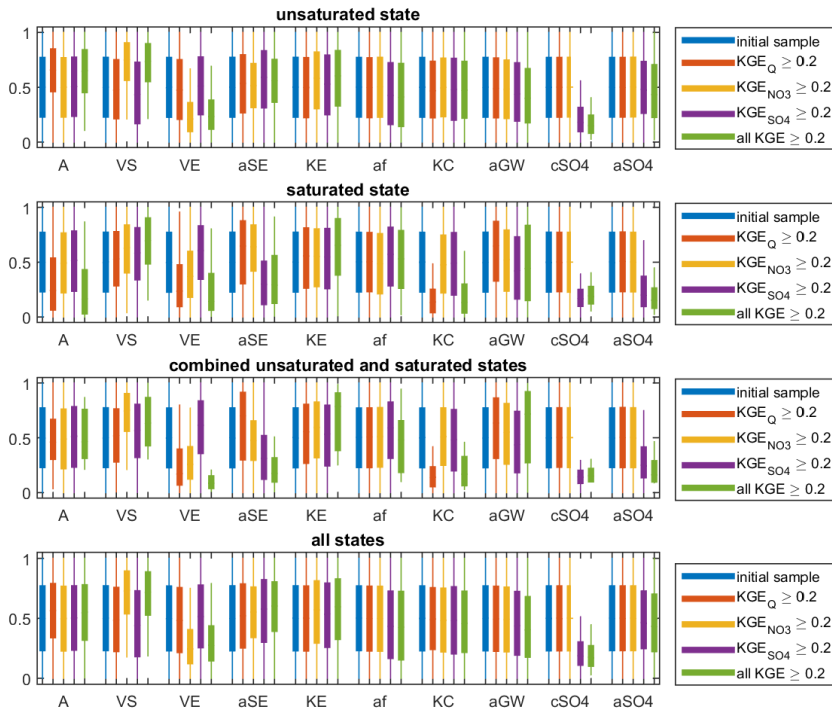 unsaturated state
1
0.5
0
A VS VE aSE KE af KC aGW cSO4 aSO4
initial sample
KGE_Q ≥ 0.2
KGE_NO3 ≥ 0.2
KGE_SO4 ≥ 0.2
all KGE ≥ 0.2
saturated state
1
0.5
0
A VS VE aSE KE af KC aGW cSO4 aSO4
initial sample
KGE_Q ≥ 0.2
KGE_NO3 ≥ 0.2
KGE_SO4 ≥ 0.2
all KGE ≥ 0.2
combined unsaturated and saturated states
1
0.5
0
A VS VE aSE KE af KC aGW cSO4 aSO4
initial sample
KGE_Q ≥ 0.2
KGE_NO3 ≥ 0.2
KGE_SO4 ≥ 0.2
all KGE ≥ 0.2
all states
1
0.5
0
A VS VE aSE KE af KC aGW cSO4 aSO4
initial sample
KGE_Q ≥ 0.2
KGE_NO3 ≥ 0.2
KGE_SO4 ≥ 0.2
all KGE ≥ 0.2